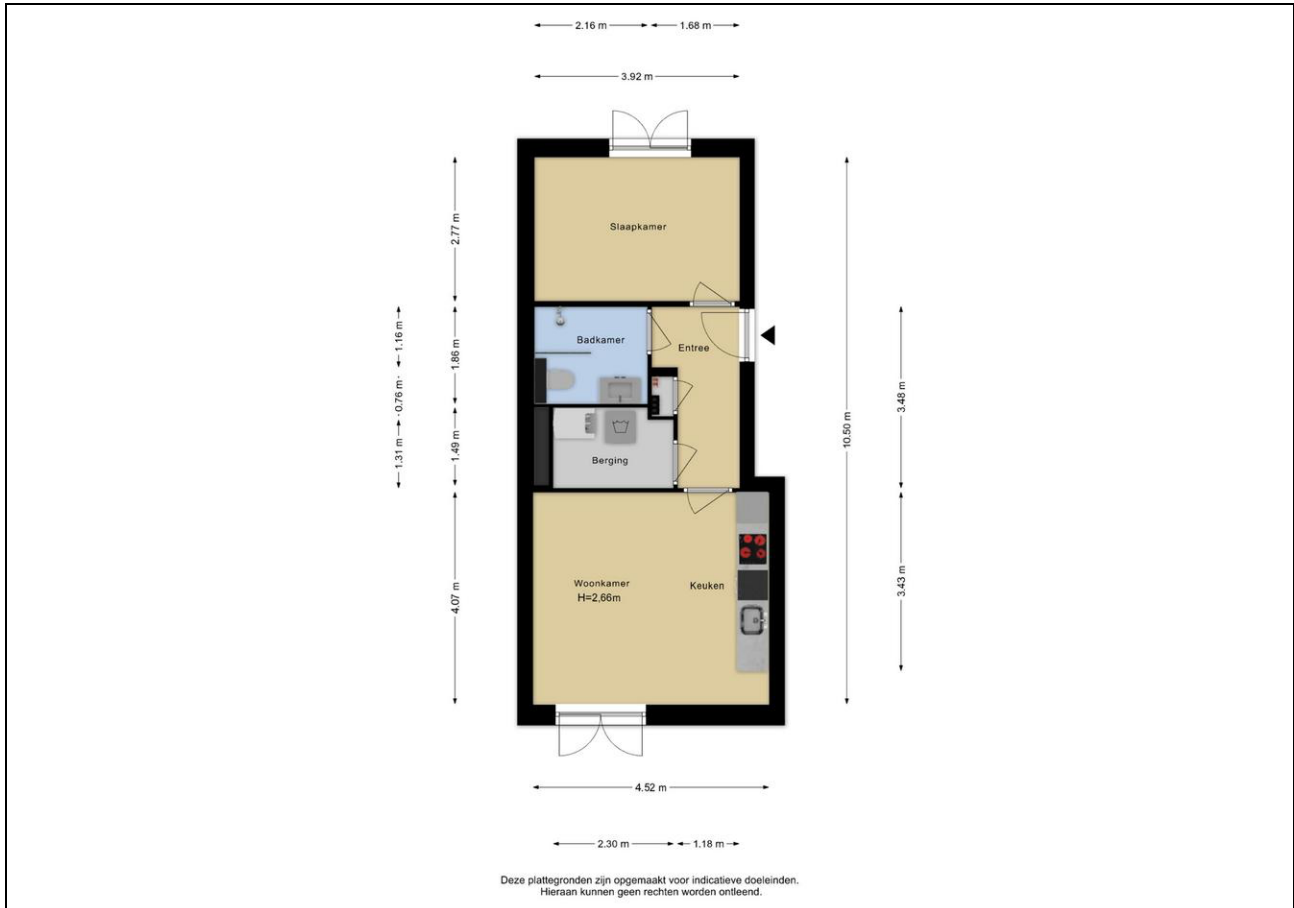 2.16 m
1.68 m
3.92 m
Slaapkamer
2.77 m
1.16 m
1.86 m
Badkamer
Entree
0.76 m
3.48 m
10.50 m
1.31 m
1.49 m
Berging
4.07 m
Woonkamer
H=2,66m
Keuken
3.43 m
4.52 m
2.30 m
1.18 m
Deze plattegronden zijn opgemaakt voor indicatieve doeleinden.
Hieraan kunnen geen rechten worden ontleend.